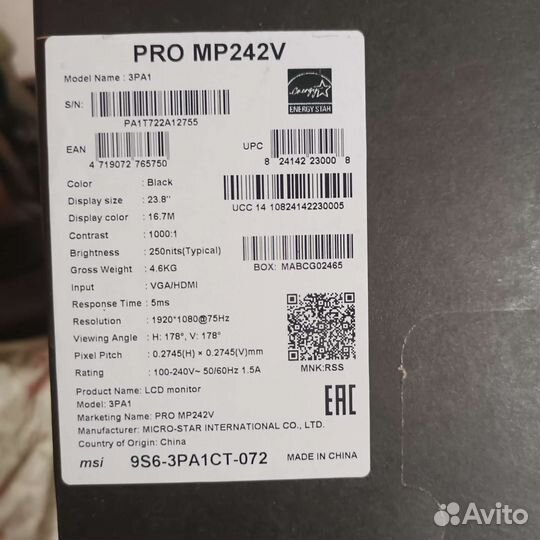 PRO MP242V
Model Name : 3PA1
S/N:
PA1T722A12755
energy
ENERGY STAR
EAN
4 719072 765750
UPC
8 24142 23000 8
Color : Black
Display size : 23.8"
Display color : 16.7M
Contrast : 1000:1
Brightness : 250nits(Typical)
Gross Weight : 4.6KG
Input : VGA/HDMI
Response Time : 5ms
Resolution : 1920*1080@75Hz
Viewing Angle : H: 178°, V: 178°
Pixel Pitch : 0.2745(H) × 0.2745(V)mm
Rating : 100-240V~ 50/60Hz 1.5A
UCC 14 10824142230005
BOX: MABCG02465
MNK:RSS
Product Name: LCD monitor
Model: 3PA1
Marketing Name: PRO MP242V
Manufacturer: MICRO-STAR INTERNATIONAL CO., LTD.
Country of Origin: China
EAC
msi 9S6-3PA1CT-072 MADE IN CHINA
Avito